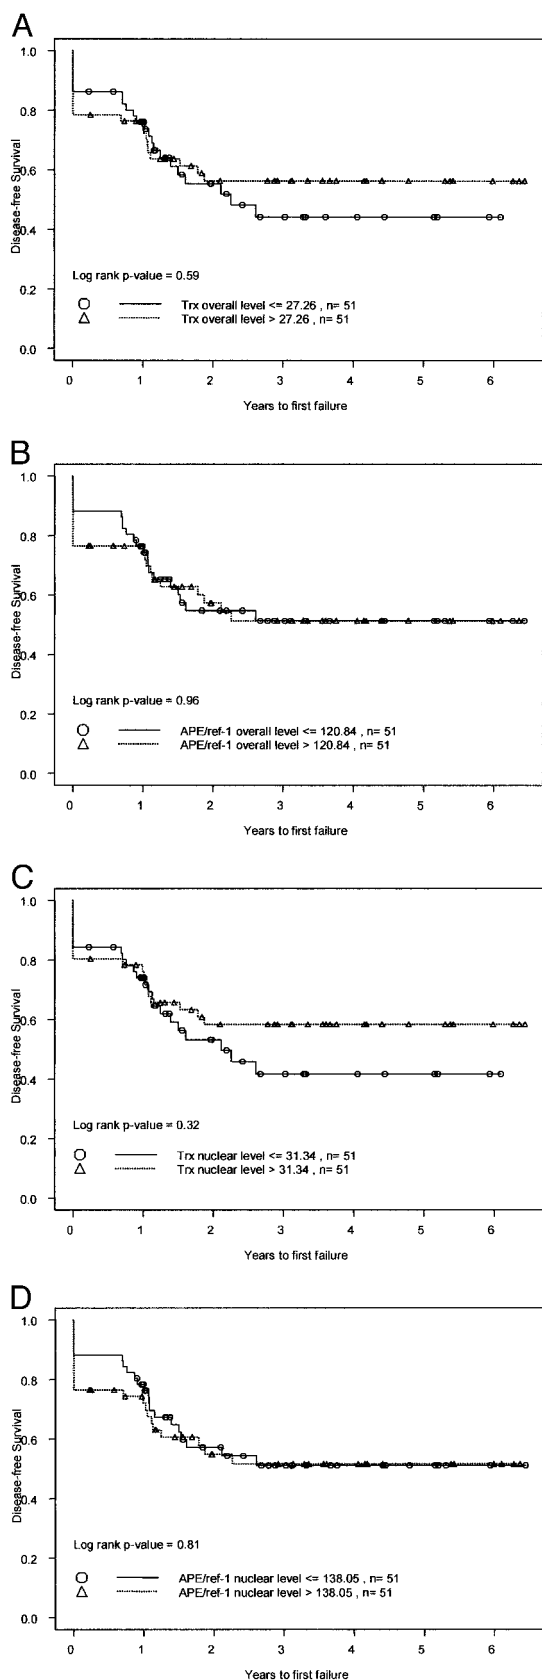 A
1.0
0.8
0.6
0.4
0.2
0.0
Disease-free Survival
Log rank p-value = 0.59
Trx overall level <= 27.26 , n= 51
Trx overall level > 27.26 , n= 51
0 1 2 3 4 5 6
Years to first failure
B
1.0
0.8
0.6
0.4
0.2
0.0
Disease-free Survival
Log rank p-value = 0.96
APE/ref-1 overall level <= 120.84 , n= 51
APE/ref-1 overall level > 120.84 , n= 51
0 1 2 3 4 5 6
Years to first failure
C
1.0
0.8
0.6
0.4
0.2
0.0
Disease-free Survival
Log rank p-value = 0.32
Trx nuclear level <= 31.34 , n= 51
Trx nuclear level > 31.34 , n= 51
0 1 2 3 4 5 6
Years to first failure
D
1.0
0.8
0.6
0.4
0.2
0.0
Disease-free Survival
Log rank p-value = 0.81
APE/ref-1 nuclear level <= 138.05 , n= 51
APE/ref-1 nuclear level > 138.05 , n= 51
0 1 2 3 4 5 6
Years to first failure